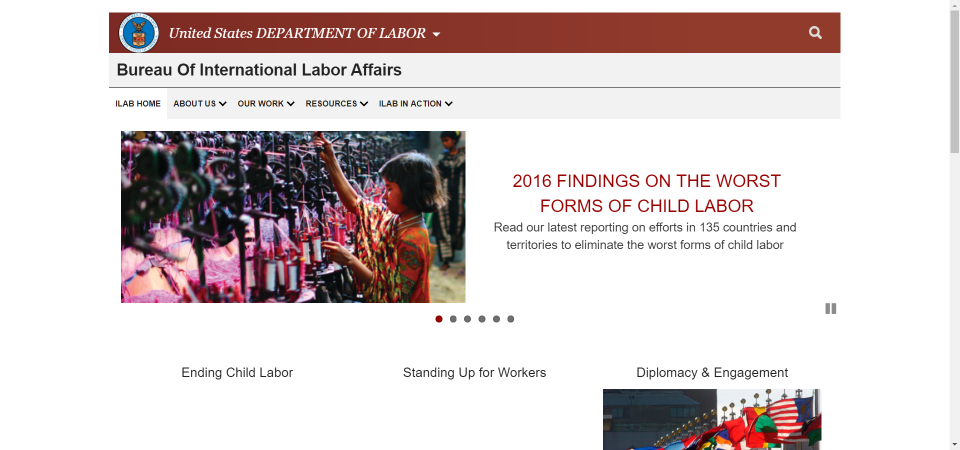 United States DEPARTMENT OF LABOR
Bureau Of International Labor Affairs
ILAB HOME ABOUT US OUR WORK RESOURCES ILAB IN ACTION
2016 FINDINGS ON THE WORST
FORMS OF CHILD LABOR
Read our latest reporting on efforts in 135 countries and
territories to eliminate the worst forms of child labor
Ending Child Labor Standing Up for Workers Diplomacy & Engagement